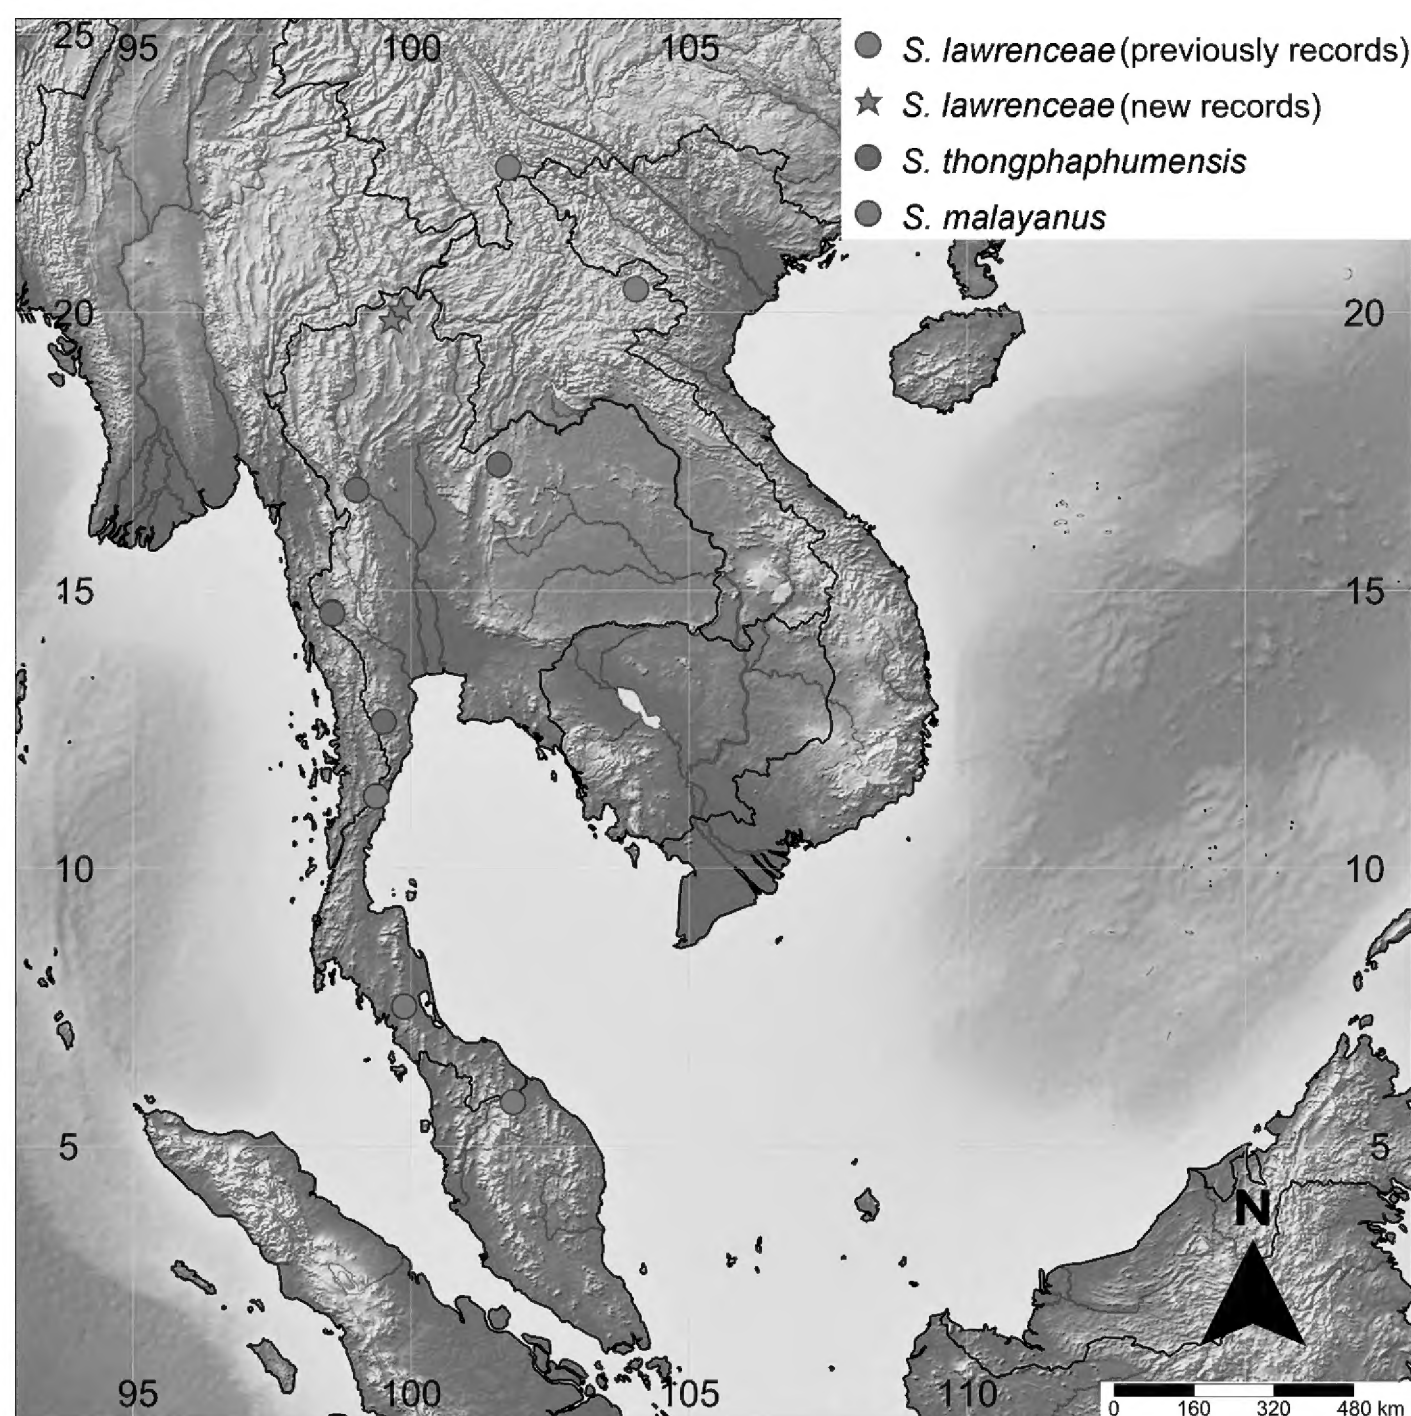 25 95 100 105
S. lawrenceae (previously records)
S. lawrenceae (new records)
S. thongphaphumensis
S. malayanus
20 20
15 15
10 10
5 5
N
95 100 105 110
0 160 320 480 km